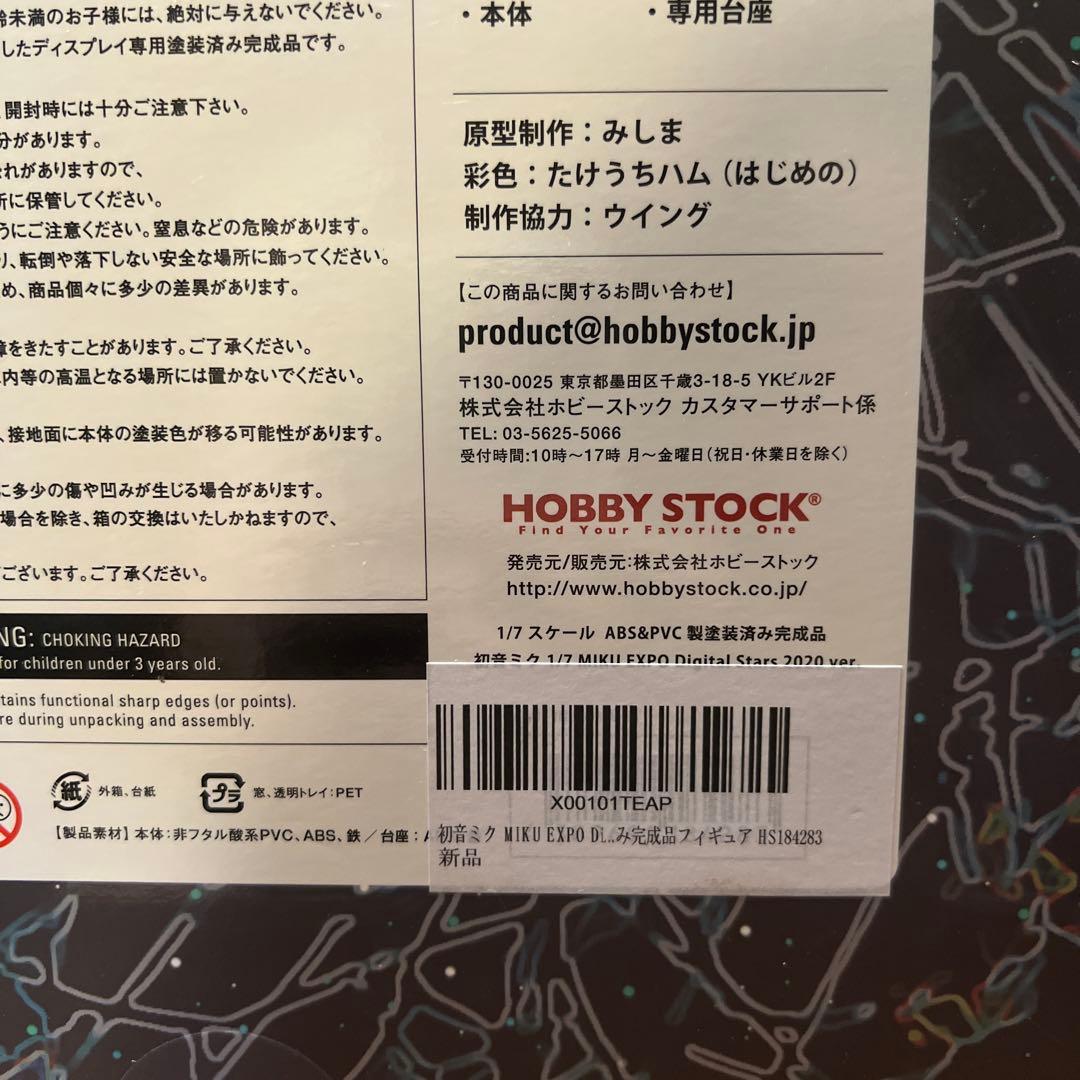 齢未満のお子様には、絶対に与えないでください。
したディスプレイ専用塗装済み完成品です。
開封時には十分ご注意下さい。
分があります。
れがありますので、
所に保管してください。
うにご注意ください。窒息などの危険があります。
り、転倒や落下しない安全な場所に飾ってください。
め、商品個々に多少の差異があります。
障をきたすことがあります。ご了承ください。
内等の高温となる場所には置かないでください。
、接地面に本体の塗装色が移る可能性があります。
に多少の傷や凹みが生じる場合があります。
場合を除き、箱の交換はいたしかねますので、
ございます。ご了承ください。
NG: CHOKING HAZARD
for children under 3 years old.
tains functional sharp edges (or points).
re during unpacking and assembly.
紙 外箱、台紙
プラ 窓、透明トレイ:PET
【製品素材】本体:非フタル酸系PVC、ABS、鉄／台座:A
・本体 ・専用台座
原型制作：みしま
彩色：たけうちハム（はじめの）
制作協力：ウイング
【この商品に関するお問い合わせ】
product@hobbystock.jp
〒130-0025 東京都墨田区千歳3-18-5 YKビル2F
株式会社ホビーストック カスタマーサポート係
TEL: 03-5625-5066
受付時間:10時〜17時 月〜金曜日(祝日・休業日を除く)
HOBBY STOCK®
Find Your Favorite One
発売元/販売元:株式会社ホビーストック
http://www.hobbystock.co.jp/
1/7 スケール ABS&PVC 製塗装済み完成品
初音ミク 1/7 MIKU EXPO Digital Stars 2020 ver.
X00101TEAP
初音ミク MIKU EXPO Di...み完成品フィギュア HS184283
新品